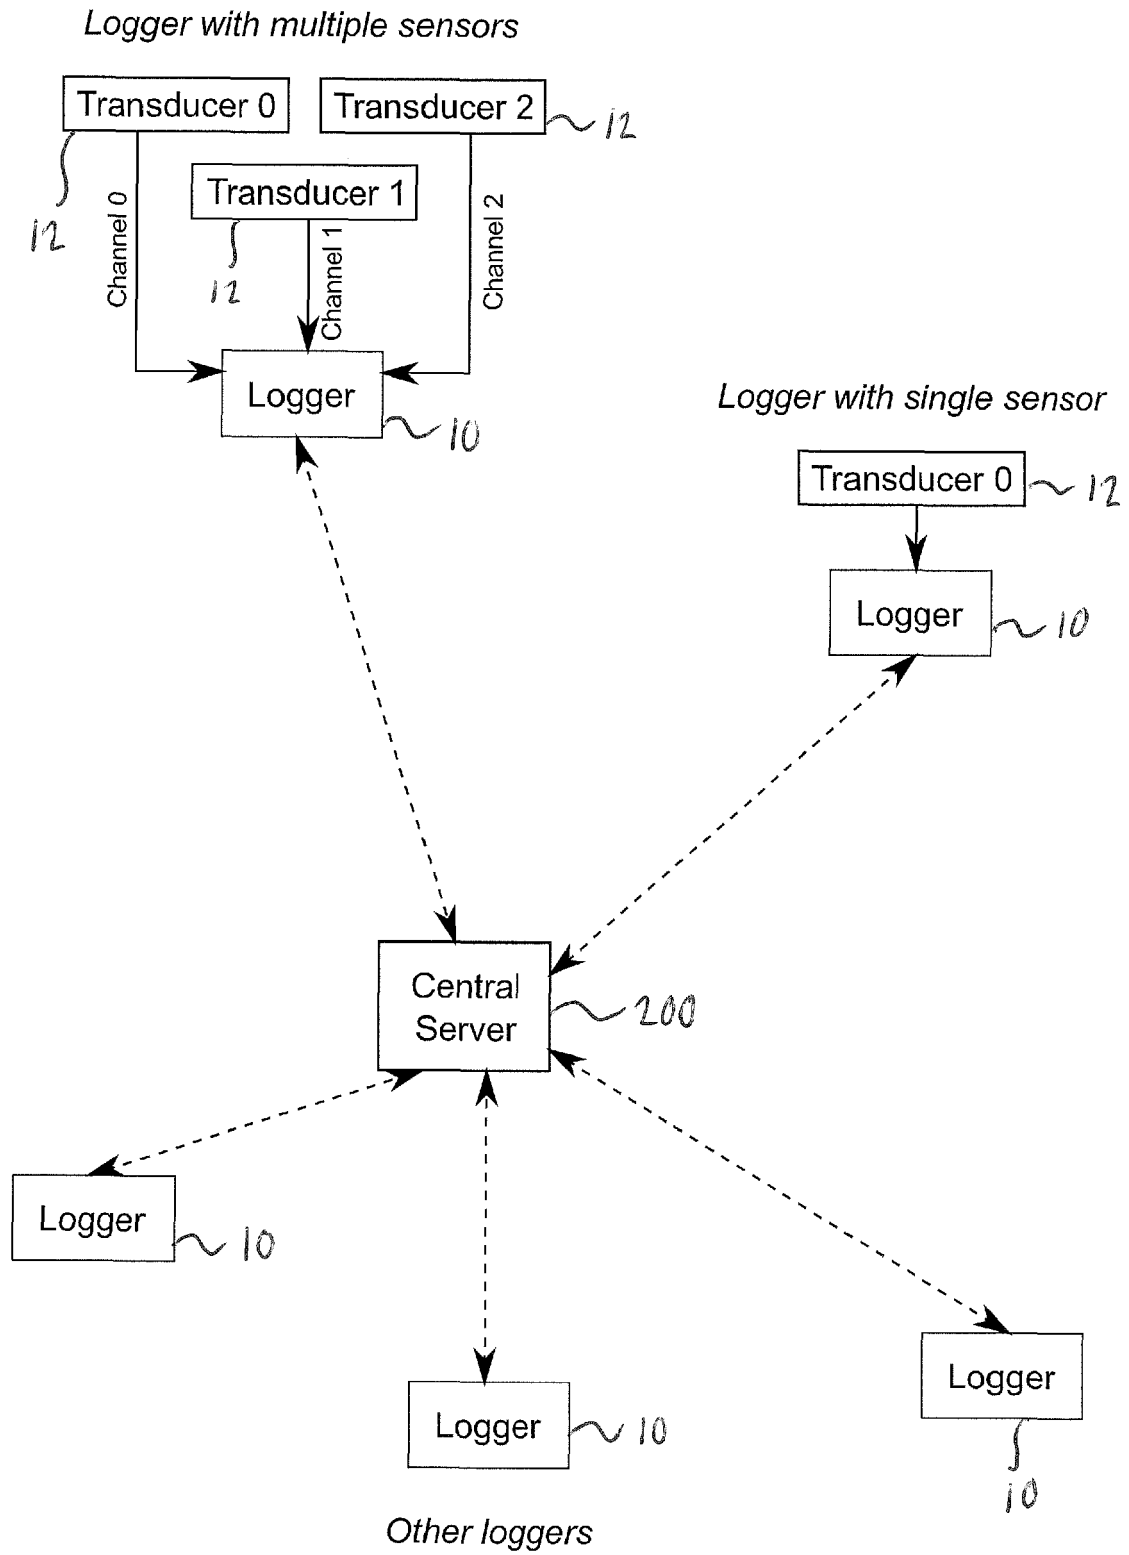 Logger with multiple sensors
Transducer 0
Transducer 2
12
12
Transducer 1
12
Channel 0
Channel 1
Channel 2
Logger
10
Logger with single sensor
Transducer 0
12
Logger
10
Central
Server
200
Logger
10
Logger
10
Logger
10
Other loggers